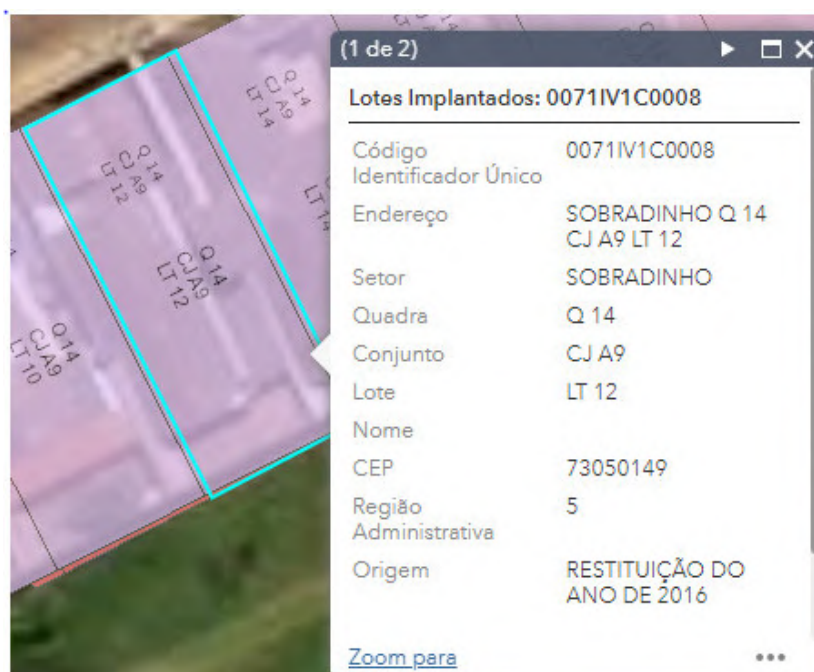 (1 de 2)
Lotes Implantados: 0071IV1C0008
Código
Identificador Único
0071IV1C0008
Endereço
SOBRADINHO Q 14
CJ A9 LT 12
Setor
SOBRADINHO
Quadra
Q 14
Conjunto
CJ A9
Lote
LT 12
Nome
CEP
73050149
Região
Administrativa
5
Origem
RESTITUIÇÃO DO
ANO DE 2016
Zoom para
Q 14
CJ A9
LT 14
Q 14
CJ A9
LT 12
Q 14
CJ A9
LT 12
Q 14
CJ A9
LT 10
LT 14